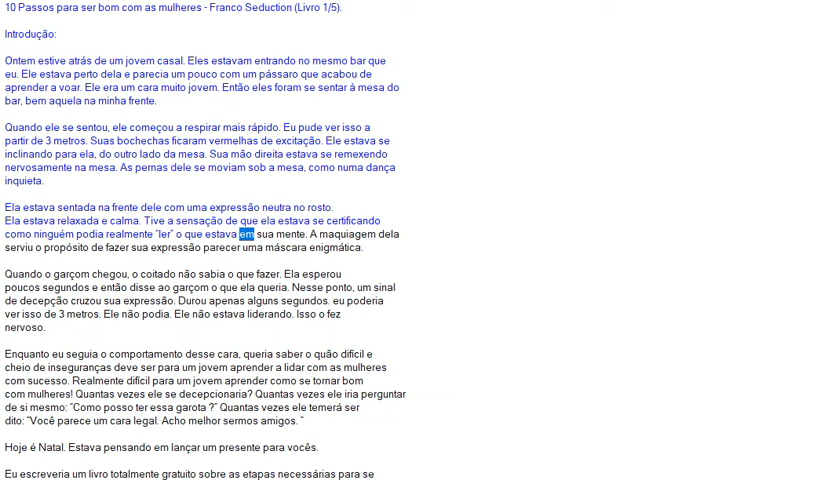 10 Passos para ser bom com as mulheres - Franco Seduction (Livro 1/5).
Introdução:
Ontem estive atrás de um jovem casal. Eles estavam entrando no mesmo bar que
eu. Ele estava perto dela e parecia um pouco com um pássaro que acabou de
aprender a voar. Ele era um cara muito jovem. Então eles foram se sentar à mesa do
bar, bem aquela na minha frente.
Quando ele se sentou, ele começou a respirar mais rápido. Eu pude ver isso a
partir de 3 metros. Suas bochechas ficaram vermelhas de excitação. Ele estava se
inclinando para ela, do outro lado da mesa. Sua mão direita estava se remexendo
nervosamente na mesa. As pernas dele se moviam sob a mesa, como numa dança
inquieta.
Ela estava sentada na frente dele com uma expressão neutra no rosto.
Ela estava relaxada e calma. Tive a sensação de que ela estava se certificando
como ninguém podia realmente "ler" o que estava em sua mente. A maquiagem dela
serviu o propósito de fazer sua expressão parecer uma máscara enigmática.
Quando o garçom chegou, o coitado não sabia o que fazer. Ela esperou
poucos segundos e então disse ao garçom o que ela queria. Nesse ponto, um sinal
de decepção cruzou sua expressão. Durou apenas alguns segundos. eu poderia
ver isso de 3 metros. Ele não podia. Ele não estava liderando. Isso o fez
nervoso.
Enquanto eu seguia o comportamento desse cara, queria saber o quão difícil e
cheio de inseguranças deve ser para um jovem aprender a lidar com as mulheres
com sucesso. Realmente difícil para um jovem aprender como se tornar bom
com mulheres! Quantas vezes ele se decepcionaria? Quantas vezes ele iria perguntar
de si mesmo: "Como posso ter essa garota ?" Quantas vezes ele temerá ser
dito: "Você parece um cara legal. Acho melhor sermos amigos. "
Hoje é Natal. Estava pensando em lançar um presente para vocês.
Eu escreveria um livro totalmente gratuito sobre as etapas necessárias para se